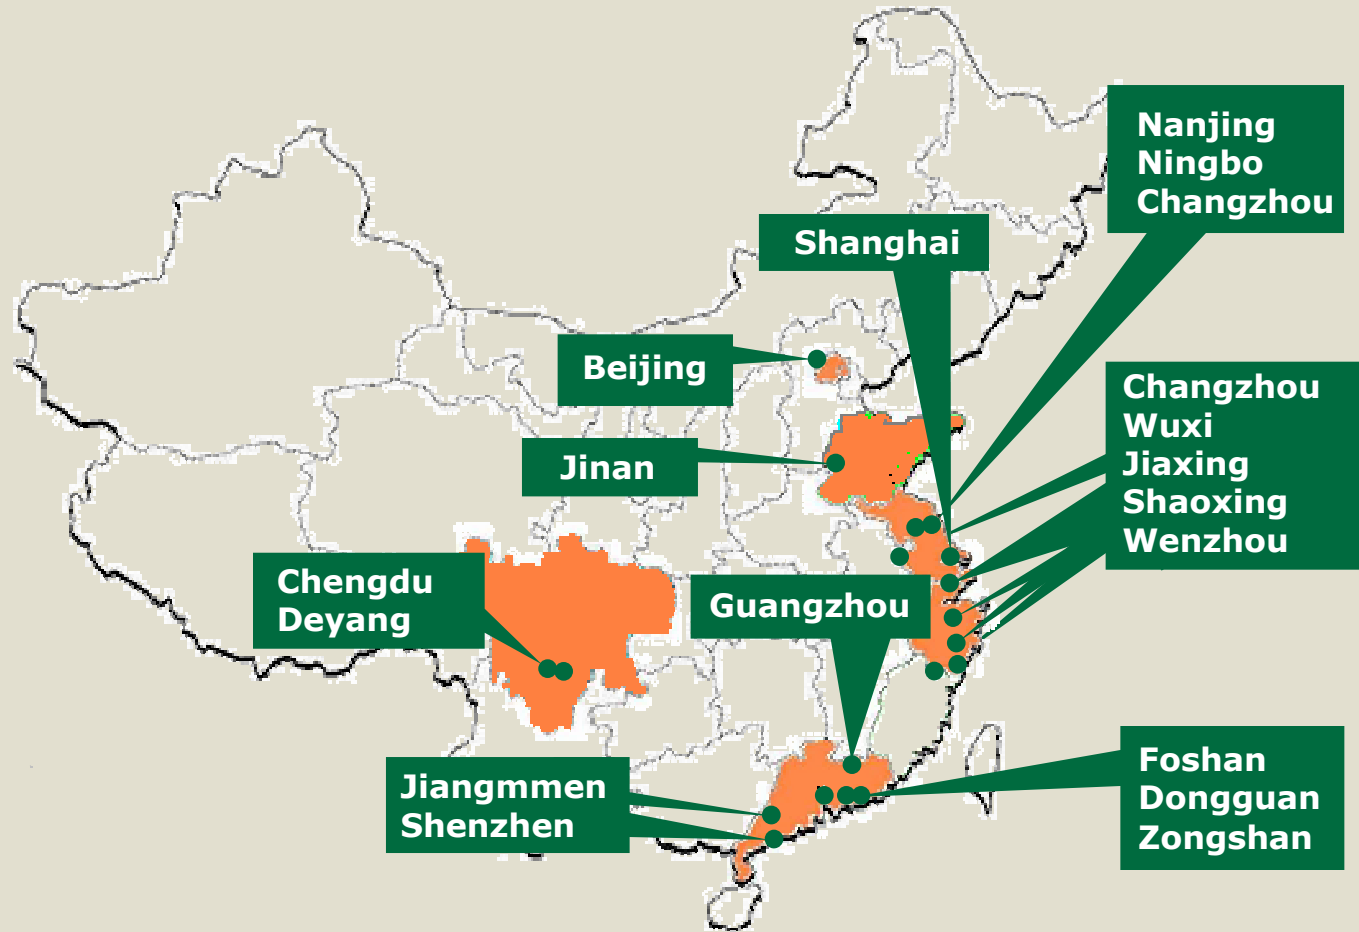 Nanjing
Ningbo
Changzhou
Shanghai
Beijing
Changzhou
Wuxi
Jiaxing
Shaoxing
Wenzhou
Jinan
Chengdu
Deyang
Guangzhou
Jiangmmen
Shenzhen
Foshan
Dongguan
Zongshan